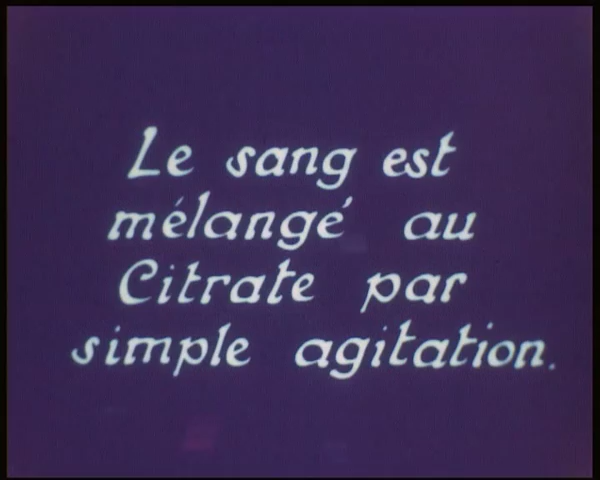 Le sang est
mélangé au
Citrate par
simple agitation.